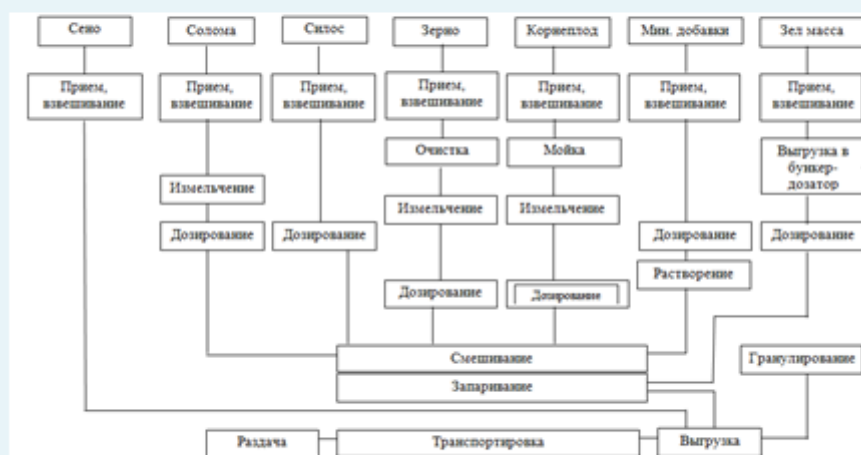 Сено
Солома
Силос
Зерно
Корнеплод
Мин. добавки
Зел масса
Прием,
взвешивание
Прием,
взвешивание
Прием,
взвешивание
Прием,
взвешивание
Прием,
взвешивание
Прием,
взвешивание
Прием,
взвешивание
Очистка
Мойка
Выгрузка в
бункер-
дозатор
Измельчение
Измельчение
Измельчение
Дозирование
Дозирование
Дозирование
Дозирование
Растворение
Дозирование
Дозирование
Смешивание
Гранулирование
Запаривание
Раздача
Транспортировка
Выгрузка